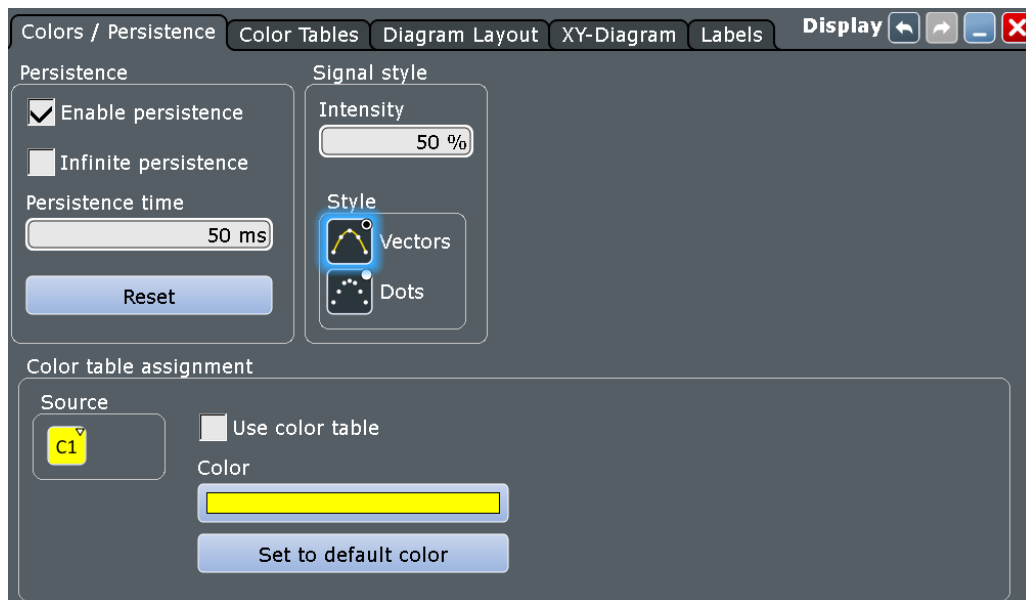 Colors / Persistence Color Tables Diagram Layout XY-Diagram Labels Display
Persistence
Enable persistence
Infinite persistence
Persistence time
50 ms
Reset
Signal style
Intensity
50 %
Style
Vectors
Dots
Color table assignment
Source
C1
Use color table
Color
Set to default color